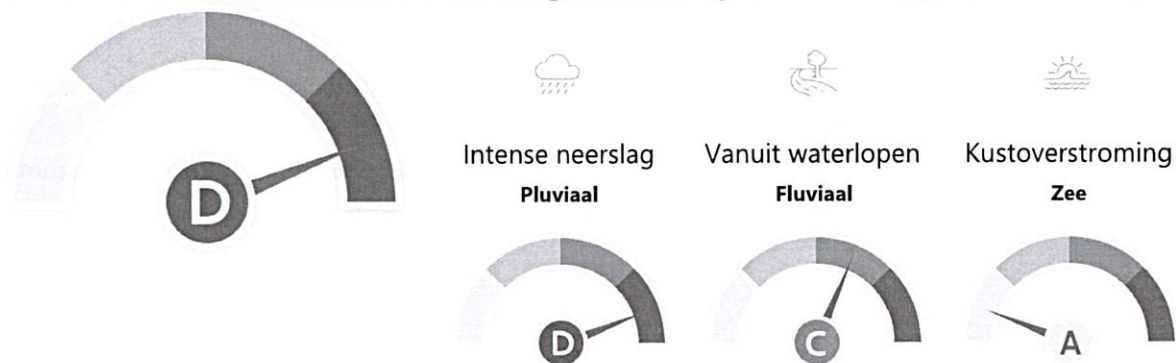 D
Intense neerslag
Pluviaal
D
Vanuit waterlopen
Fluviaal
C
Kustoverstroming
Zee
A